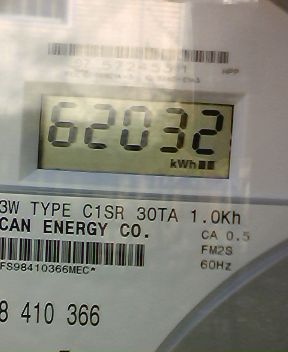 62032
kWh
3W TYPE C1SR 30TA 1.0Kh
CAN ENERGY CO.
CA 0.5
FM2S
60Hz
FS98410366MEC*
8 410 366